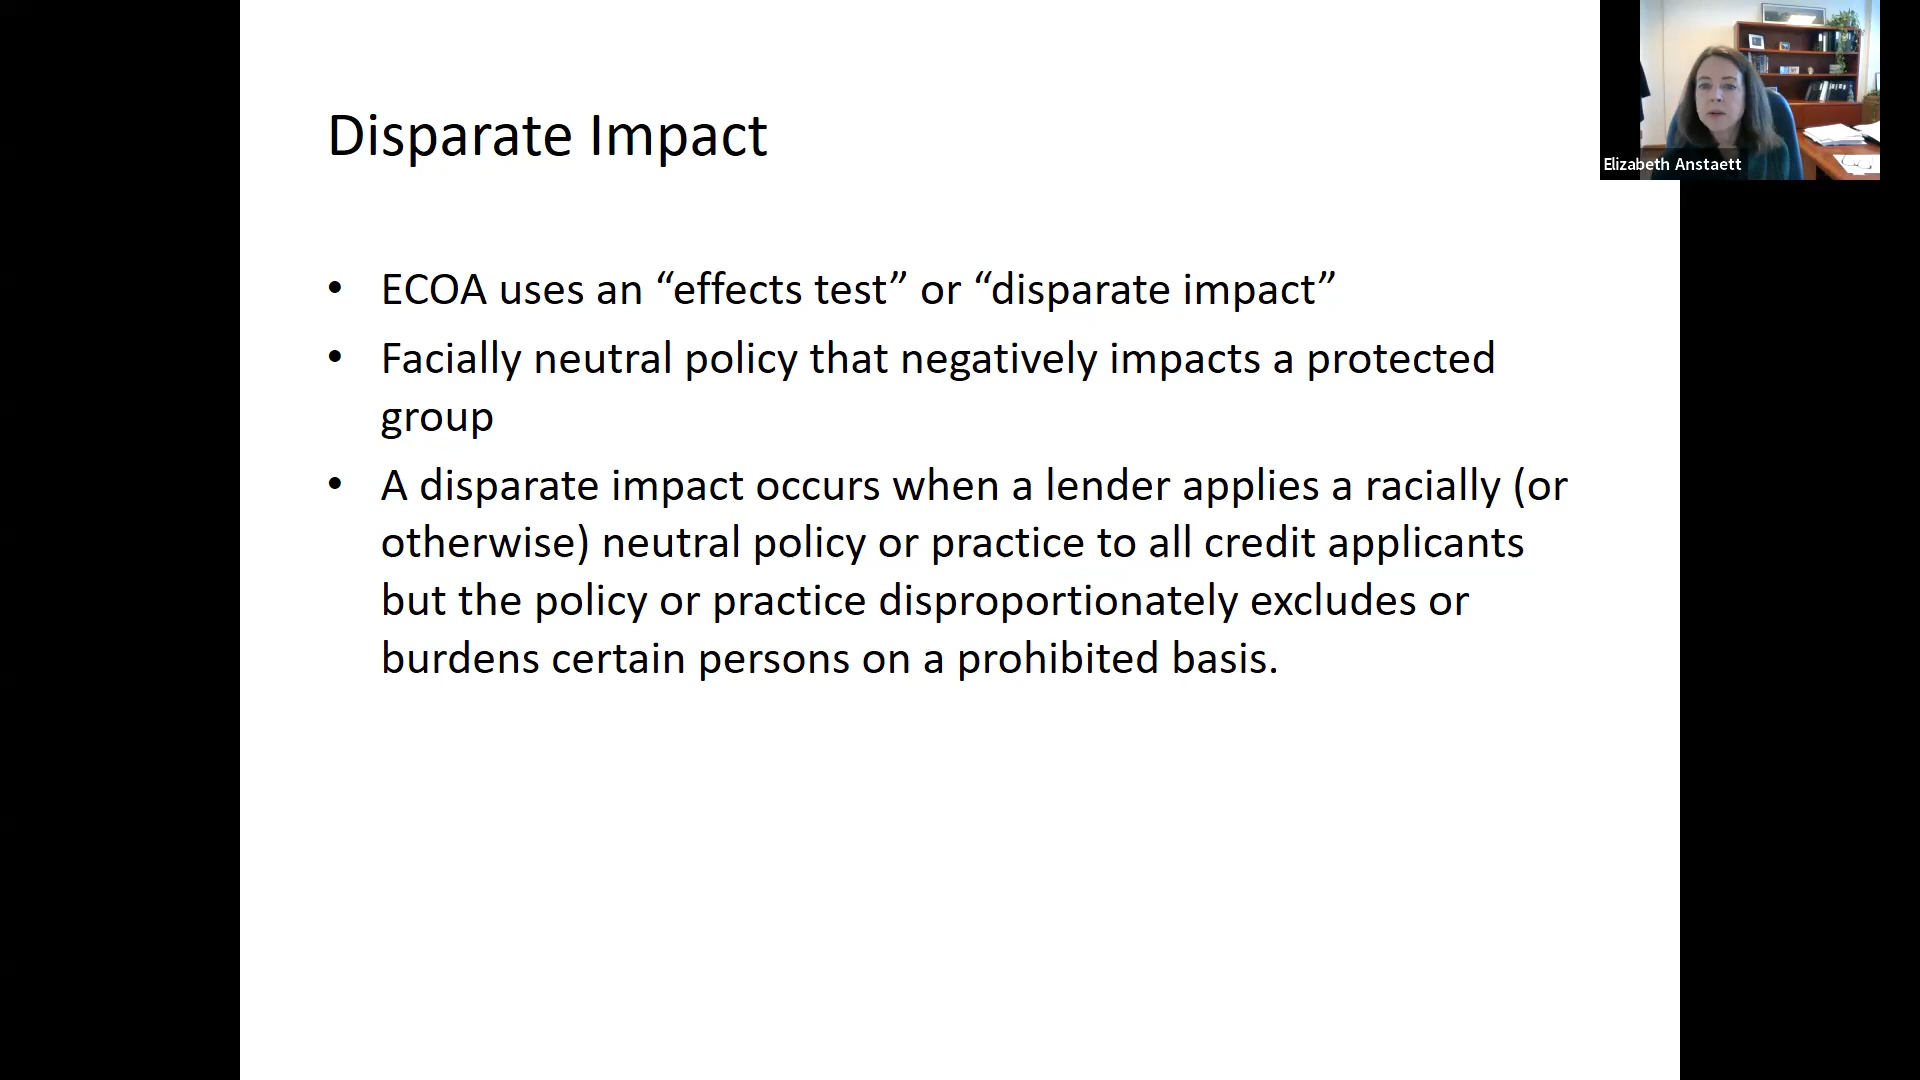 Disparate Impact
Elizabeth Anstaett
• ECOA uses an “effects test” or “disparate impact”
• Facially neutral policy that negatively impacts a protected
group
• A disparate impact occurs when a lender applies a racially (or
otherwise) neutral policy or practice to all credit applicants
but the policy or practice disproportionately excludes or
burdens certain persons on a prohibited basis.